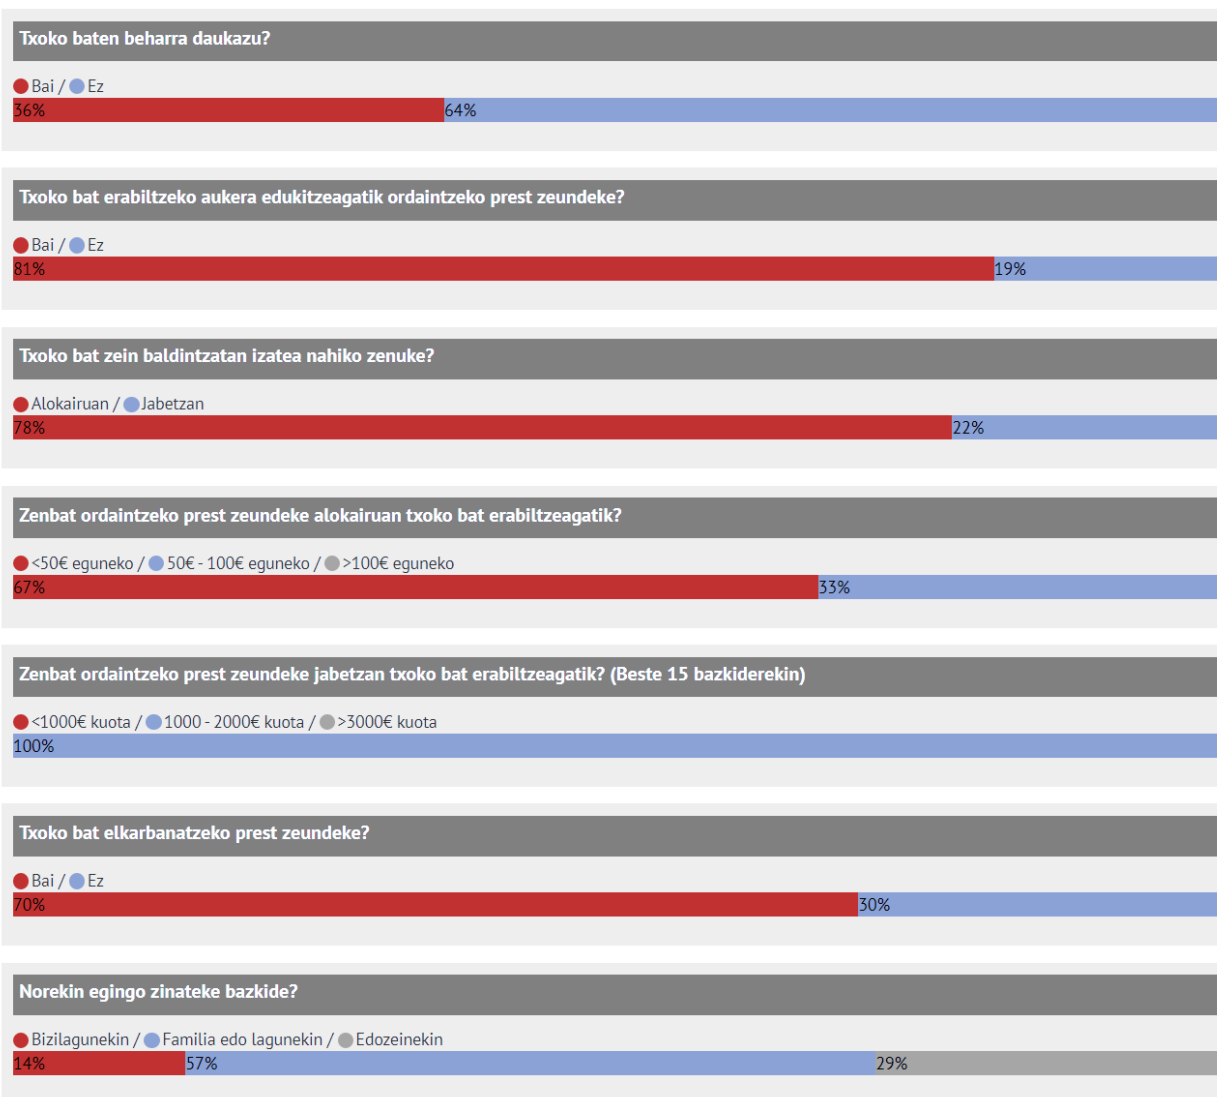 Txoko baten beharra daukazu?
Bai / Ez
36% 64%
Txoko bat erabiltzeko aukera edukitzeagatik ordaintzeko prest zeundeke?
Bai / Ez
81% 19%
Txoko bat zein baldintzatan izatea nahiko zenuke?
Alokairuan / Jabetzan
78% 22%
Zenbat ordaintzeko prest zeundeke alokairuan txoko bat erabiltzeagatik?
<50€ eguneko / 50€ - 100€ eguneko / >100€ eguneko
67% 33%
Zenbat ordaintzeko prest zeundeke jabetzan txoko bat erabiltzeagatik? (Beste 15 bazkiderekin)
<1000€ kuota / 1000 - 2000€ kuota / >3000€ kuota
100%
Txoko bat elkarbanatzeko prest zeundeke?
Bai / Ez
70% 30%
Norekin egingo zinateke bazkide?
Bizilagunekin / Familia edo lagunekin / Edozeinekin
14% 57% 29%